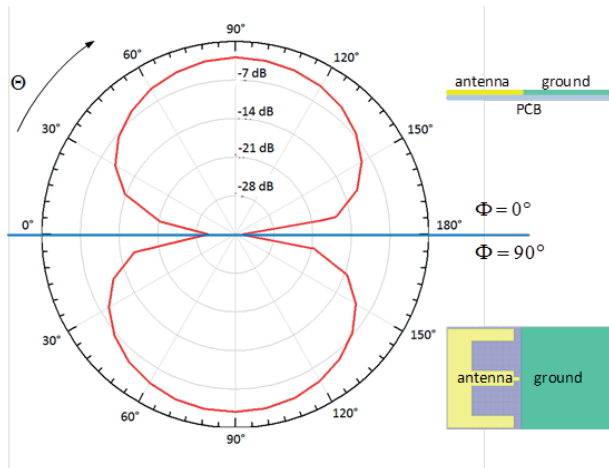 90°
60°
120°
Θ
-7 dB
antenna ground
-14 dB
PCB
30°
150°
-21 dB
-28 dB
Φ = 0°
0°
180°
Φ = 90°
30°
150°
antenna ground
60°
120°
90°